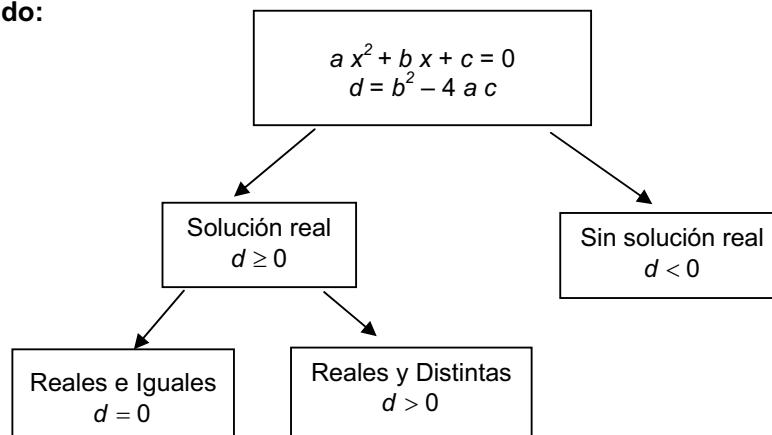 do:
a x² + b x + c = 0
d = b² – 4 a c
Solución real
d ≥ 0
Sin solución real
d < 0
Reales e Iguales
d = 0
Reales y Distintas
d > 0